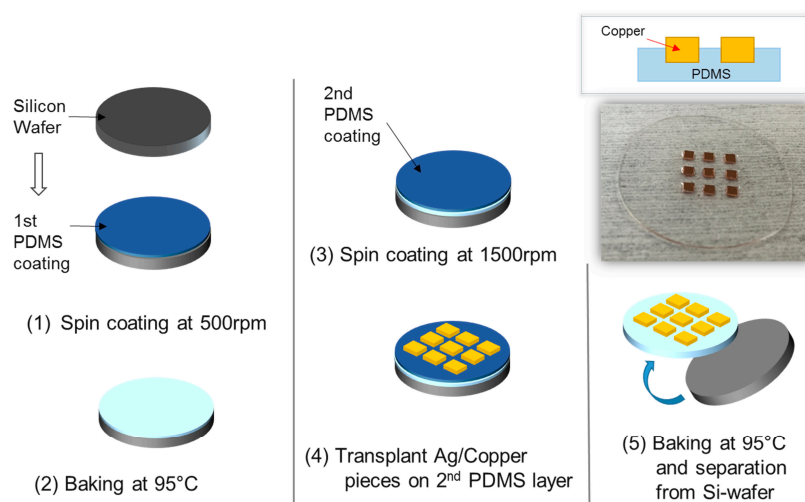 Silicon
Wafer
1st
PDMS
coating
(1) Spin coating at 500rpm
(2) Baking at 95°C
2nd
PDMS
coating
(3) Spin coating at 1500rpm
(4) Transplant Ag/Copper
pieces on 2nd PDMS layer
Copper
PDMS
(5) Baking at 95°C
and separation
from Si-wafer